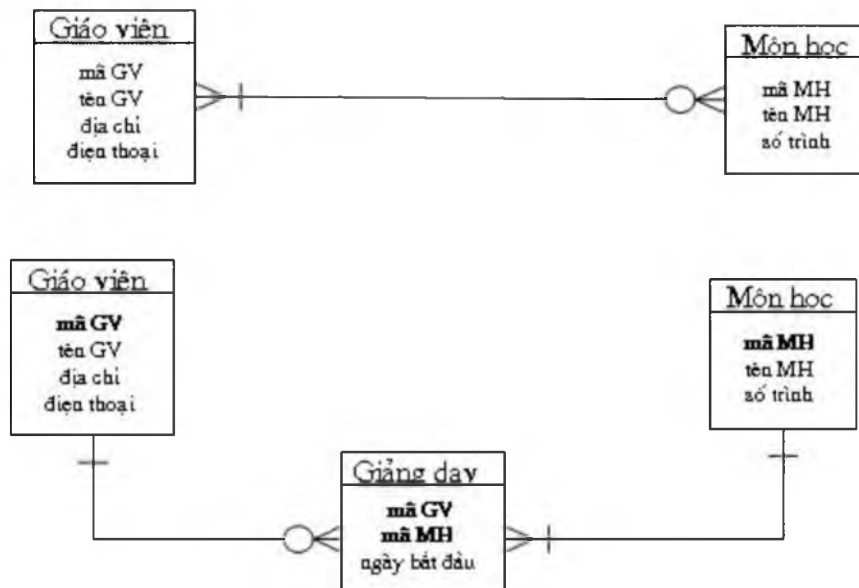 Giáo viên
mã GV
tên GV
địa chỉ
điện thoại
Môn học
mã MH
tên MH
số trình
Giáo viên
mã GV
tên GV
địa chỉ
điện thoại
Môn học
mã MH
tên MH
số trình
Giảng dạy
mã GV
mã MH
ngày bắt đầu